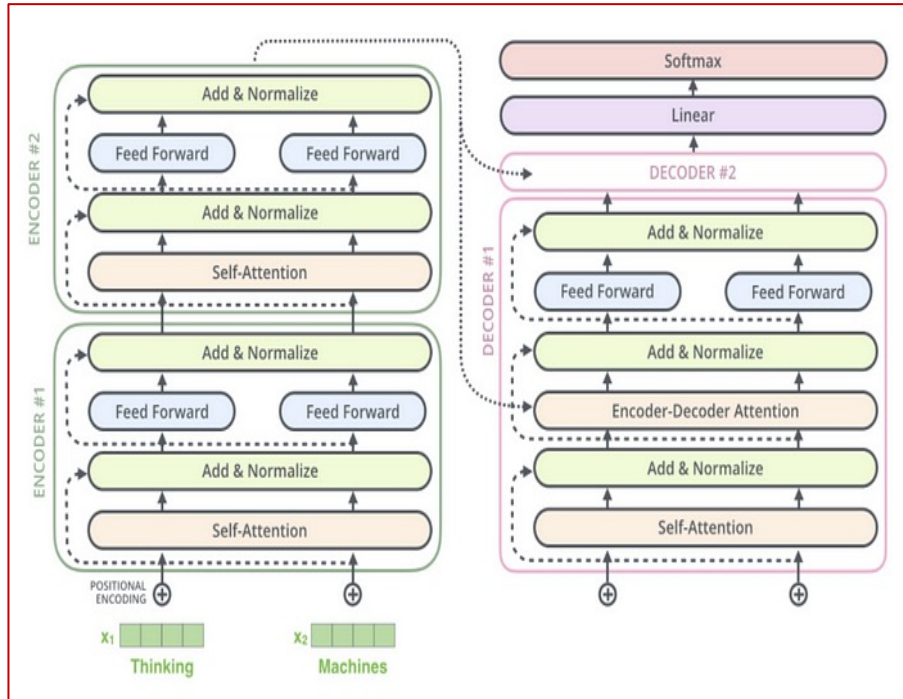 ENCODER #2
Add & Normalize
Feed Forward
Feed Forward
Add & Normalize
Self-Attention
ENCODER #1
Add & Normalize
Feed Forward
Feed Forward
Add & Normalize
Self-Attention
POSITIONAL
ENCODING
x1
x2
Thinking
Machines
Softmax
Linear
DECODER #2
DECODER #1
Add & Normalize
Feed Forward
Feed Forward
Add & Normalize
Encoder-Decoder Attention
Add & Normalize
Self-Attention